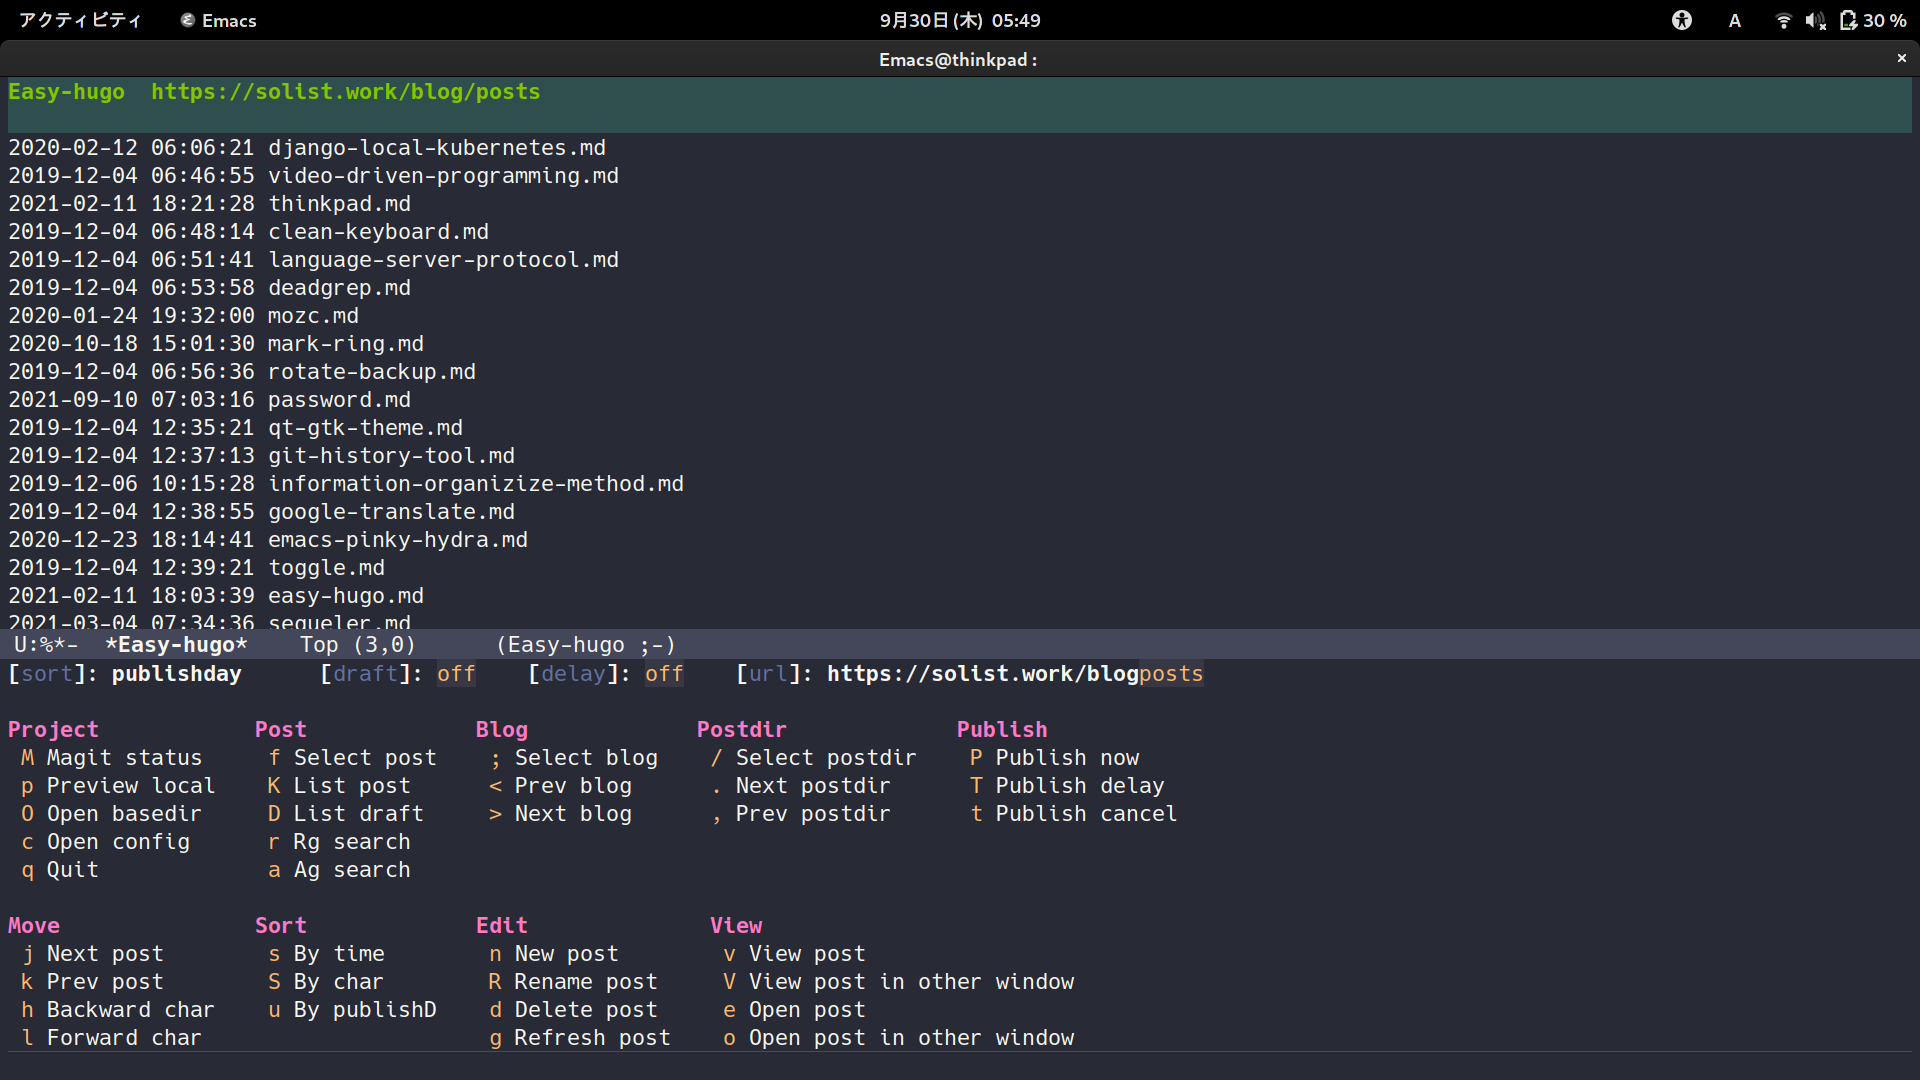 アクティビティ Emacs 9月30日 (木) 05:49 A 30 %
Emacs@thinkpad:
Easy-hugo  https://solist.work/blog/posts
2020-02-12 06:06:21 django-local-kubernetes.md
2019-12-04 06:46:55 video-driven-programming.md
2021-02-11 18:21:28 thinkpad.md
2019-12-04 06:48:14 clean-keyboard.md
2019-12-04 06:51:41 language-server-protocol.md
2019-12-04 06:53:58 deadgrep.md
2020-01-24 19:32:00 mozc.md
2020-10-18 15:01:30 mark-ring.md
2019-12-04 06:56:36 rotate-backup.md
2021-09-10 07:03:16 password.md
2019-12-04 12:35:21 qt-gtk-theme.md
2019-12-04 12:37:13 git-history-tool.md
2019-12-06 10:15:28 information-organizize-method.md
2019-12-04 12:38:55 google-translate.md
2020-12-23 18:14:41 emacs-pinky-hydra.md
2019-12-04 12:39:21 toggle.md
2021-02-11 18:03:39 easy-hugo.md
2021-03-04 07:34:36 sequeler.md
U:%*-  *Easy-hugo*    Top (3,0)      (Easy-hugo ;-)
[sort]: publishday      [draft]: off    [delay]: off    [url]: https://solist.work/blogposts
Project            Post             Blog             Postdir             Publish
M Magit status     f Select post    ; Select blog    / Select postdir    P Publish now
p Preview local    K List post      < Prev blog      . Next postdir      T Publish delay
O Open basedir     D List draft     > Next blog      , Prev postdir      t Publish cancel
c Open config      r Rg search
q Quit             a Ag search
Move               Sort             Edit              View
j Next post        s By time        n New post        v View post
k Prev post        S By char        R Rename post     V View post in other window
h Backward char    u By publishD    d Delete post     e Open post
l Forward char                      g Refresh post    o Open post in other window